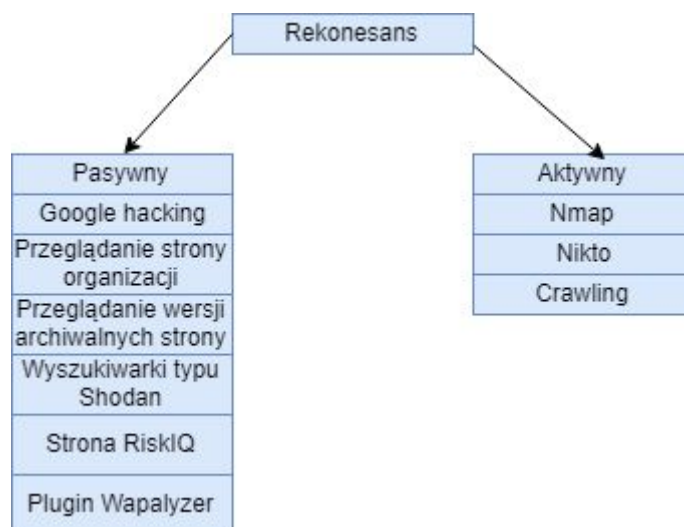 Rekonesans
Pasywny
Google hacking
Przeglądanie strony
organizacji
Przeglądanie wersji
archiwalnych strony
Wyszukiwarki typu
Shodan
Strona RiskIQ
Plugin Wapalyzer
Aktywny
Nmap
Nikto
Crawling